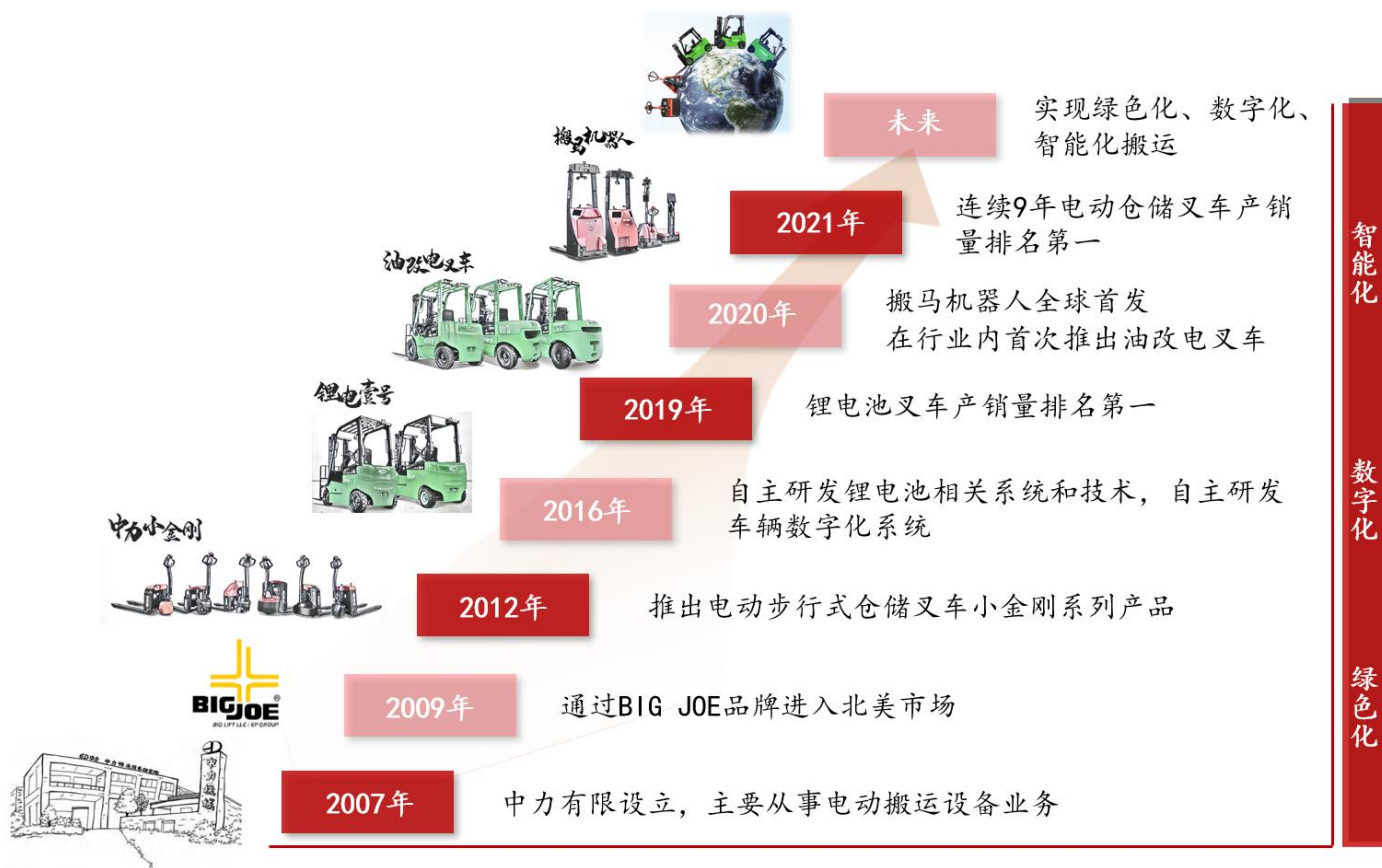 未来
实现绿色化、数字化、
智能化搬运
搬马机器人
2021年
连续9年电动仓储叉车产销
量排名第一
油改电叉车
2020年
搬马机器人全球首发
在行业内首次推出油改电叉车
锂电壹号
2019年
锂电池叉车产销量排名第一
2016年
自主研发锂电池相关系统和技术，自主研发
车辆数字化系统
中力小金刚
2012年
推出电动步行式仓储叉车小金刚系列产品
BIG JOE®
BIG LIFT LLC / EP GROUP
2009年
通过BIG JOE品牌进入北美市场
中力机械
2007年
中力有限设立，主要从事电动搬运设备业务
智能化
数字化
绿色化